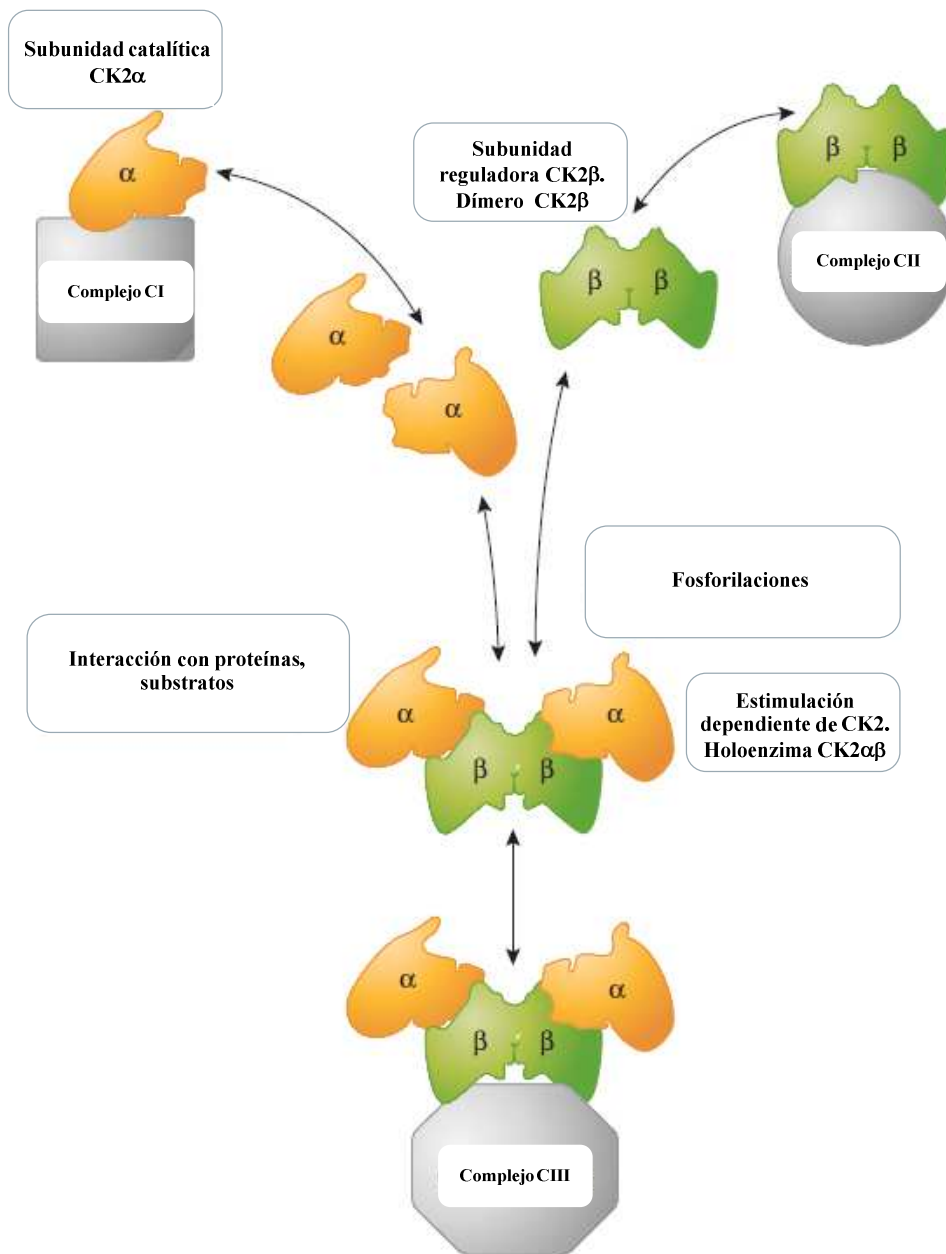 Subunidad catalítica
CK2α
α
Subunidad
reguladora CK2β.
Dímero CK2β
β β
Complejo CI
Complejo CII
β β
α
α
Fosforilaciones
Interacción con proteínas,
substratos
Estimulación
dependiente de CK2.
Holoenzima CK2αβ
α
α
β β
α
α
β β
Complejo CIII